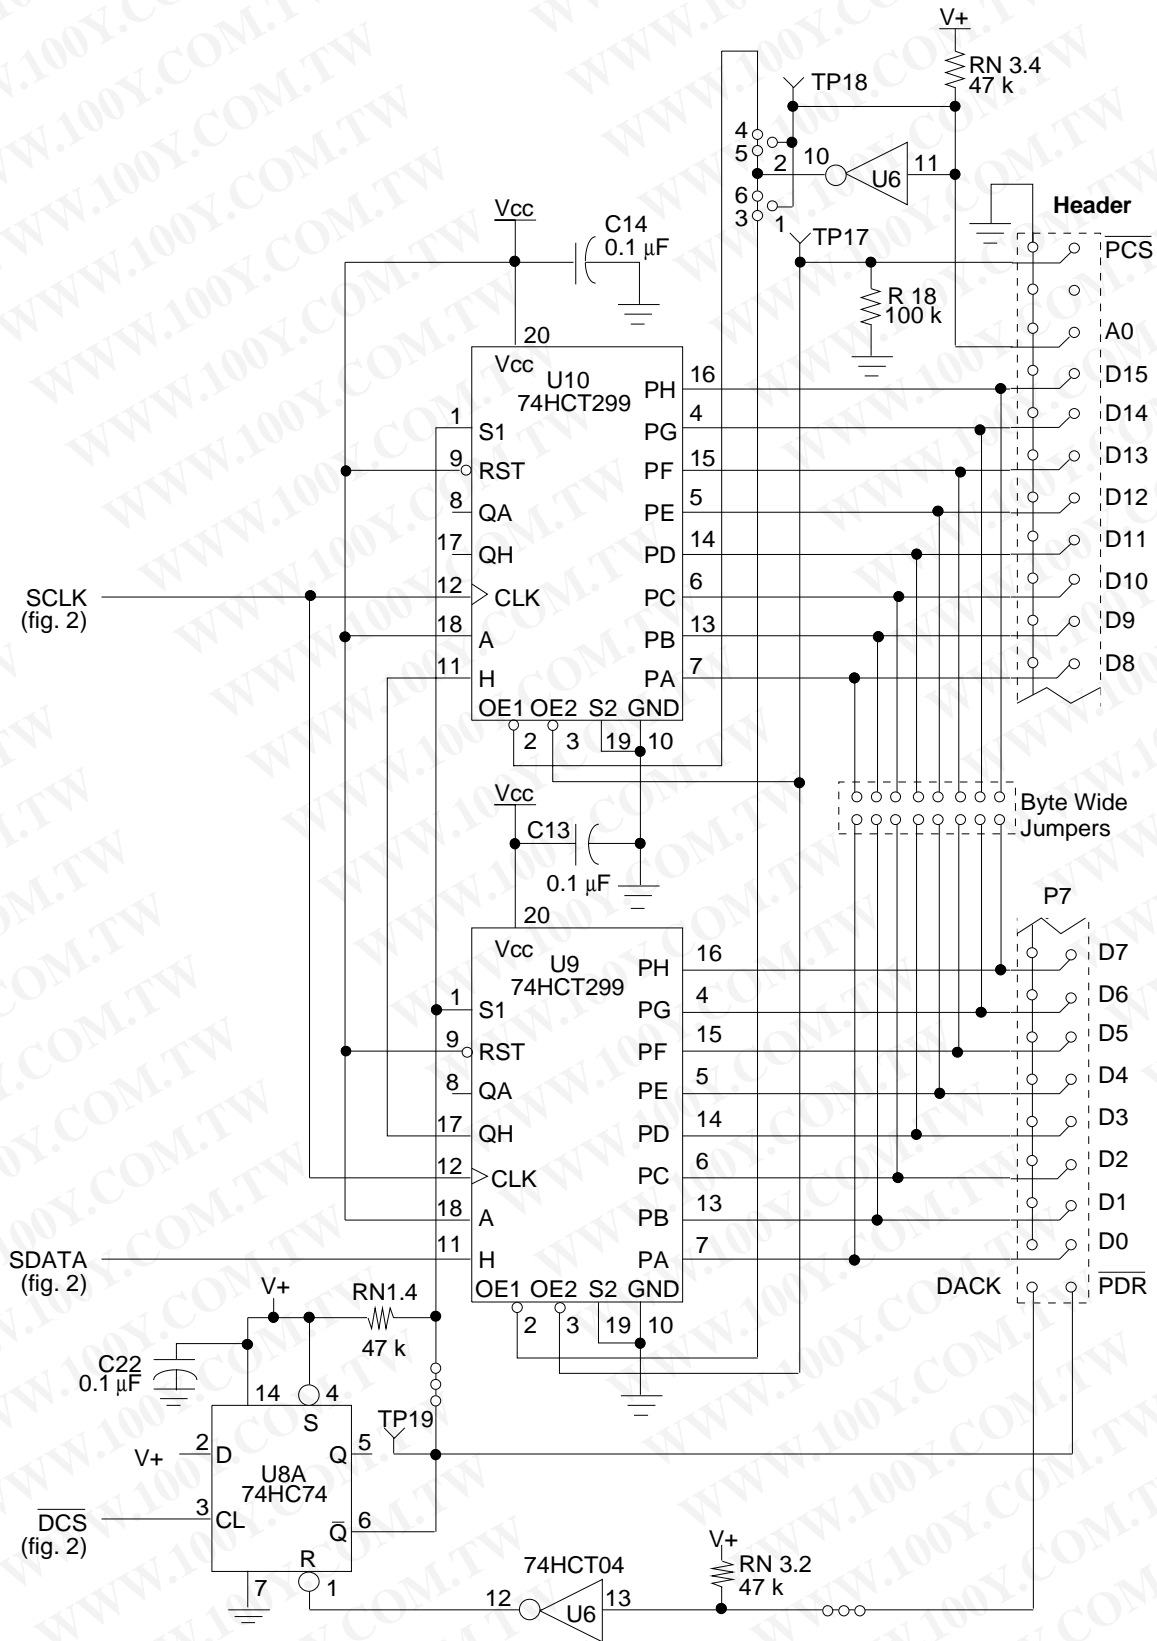 V+
RN 3.4
47 k
TP18
4
5
2
10
11
U6
6
3
1
TP17
Header
PCS
Vcc
C14
0.1 µF
R 18
100 k
A0
20
Vcc
U10
74HCT299
PH
16
D15
1
S1
PG
4
D14
9
RST
PF
15
D13
8
QA
PE
5
D12
17
QH
PD
14
D11
SCLK
(fig. 2)
12
CLK
PC
6
D10
18
A
PB
13
D9
11
H
PA
7
D8
OE1 OE2 S2 GND
2
3
19
10
Vcc
C13
0.1 µF
Byte Wide
Jumpers
P7
20
Vcc
U9
74HCT299
PH
16
D7
1
S1
PG
4
D6
9
RST
PF
15
D5
8
QA
PE
5
D4
17
QH
PD
14
D3
12
CLK
PC
6
D2
18
A
PB
13
D1
SDATA
(fig. 2)
11
H
PA
7
D0
OE1 OE2 S2 GND
2
3
19
10
DACK
PDR
V+
RN1.4
47 k
C22
0.1 µF
14
4
S
TP19
V+
2
D
Q
5
U8A
74HC74
DCS
(fig. 2)
3
CL
Q
6
R
7
1
74HCT04
12
U6
13
V+
RN 3.2
47 k
WWW.100Y.COM.TW